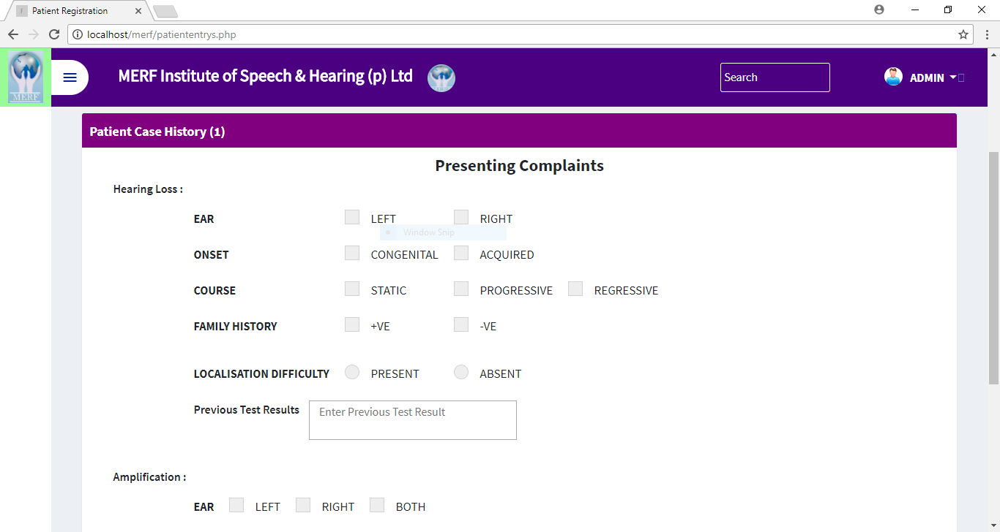 Patient Registration
localhost/merf/patiententrys.php
MERF
MERF Institute of Speech & Hearing (p) Ltd
Search
ADMIN
Patient Case History (1)
Presenting Complaints
Hearing Loss :
EAR LEFT RIGHT
Window Snip
ONSET CONGENITAL ACQUIRED
COURSE STATIC PROGRESSIVE REGRESSIVE
FAMILY HISTORY +VE -VE
LOCALISATION DIFFICULTY PRESENT ABSENT
Previous Test Results Enter Previous Test Result
Amplification :
EAR LEFT RIGHT BOTH